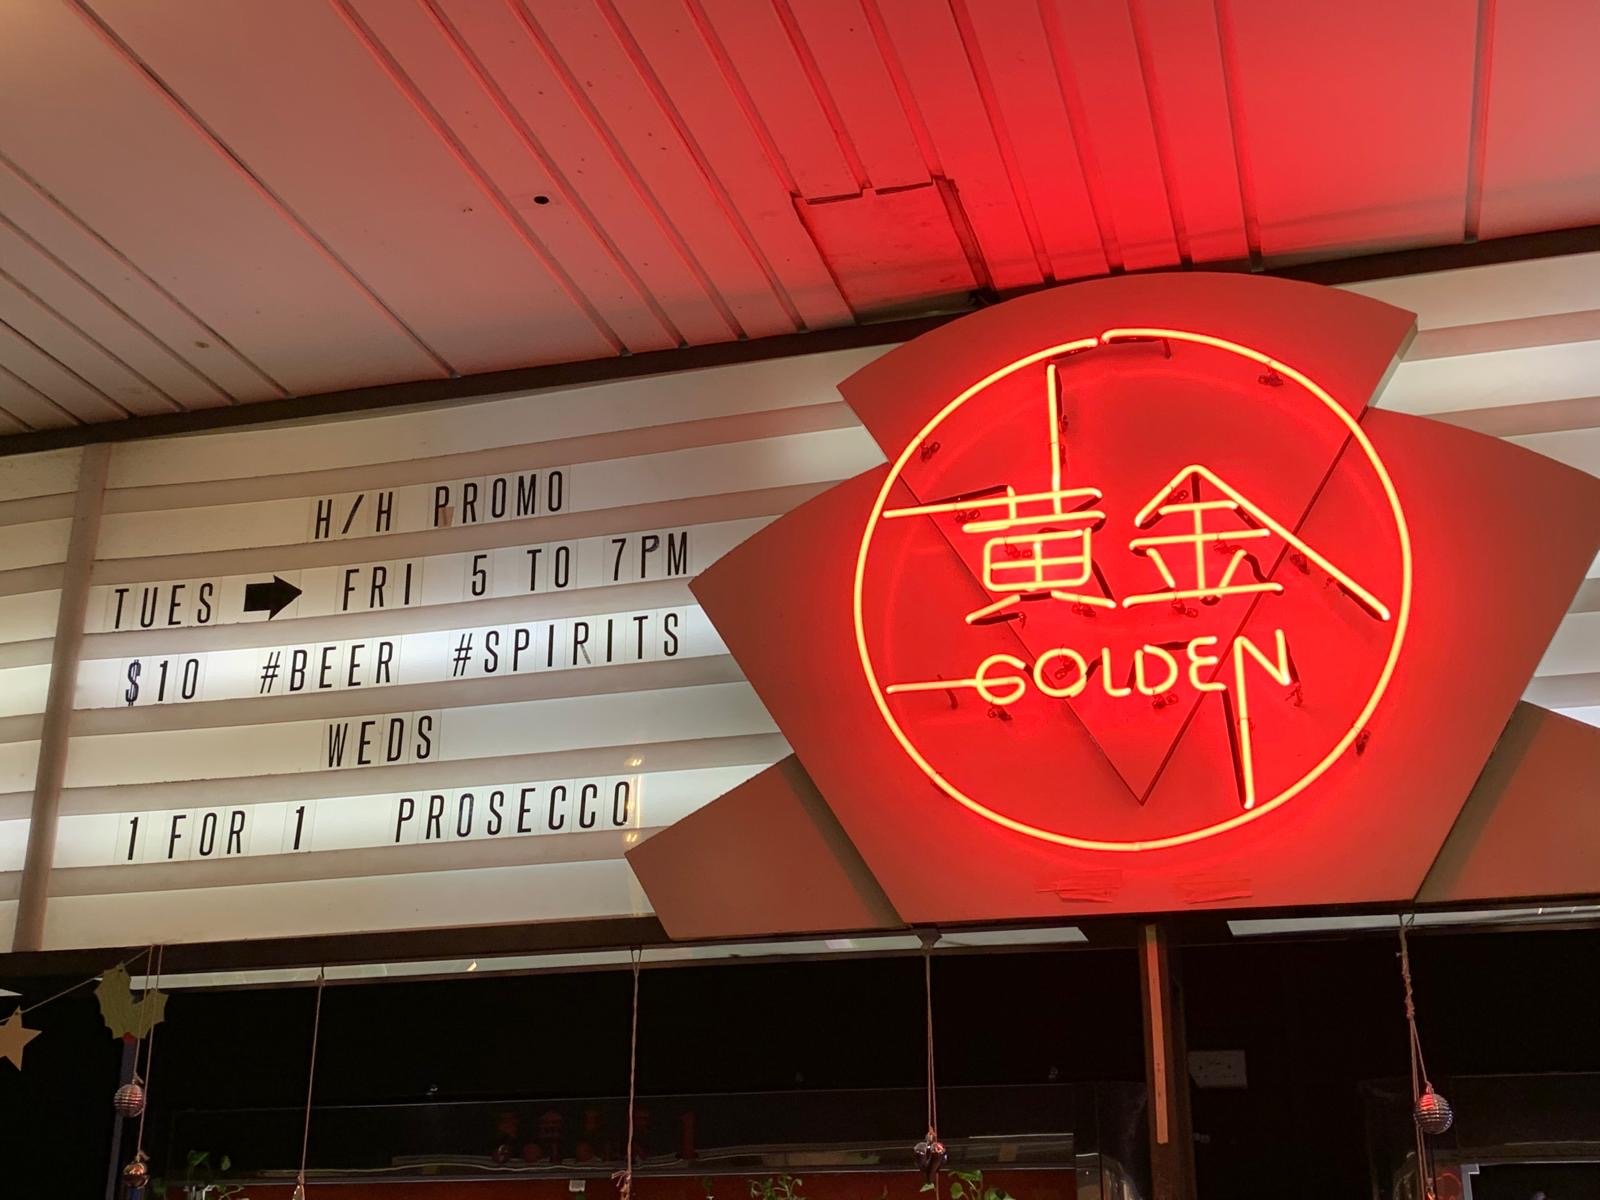 H/H PROMO
TUES ➡ FRI 5 TO 7PM
$10 #BEER #SPIRITS
WEDS
1 FOR 1 PROSECCO
黄金
GOLDEN